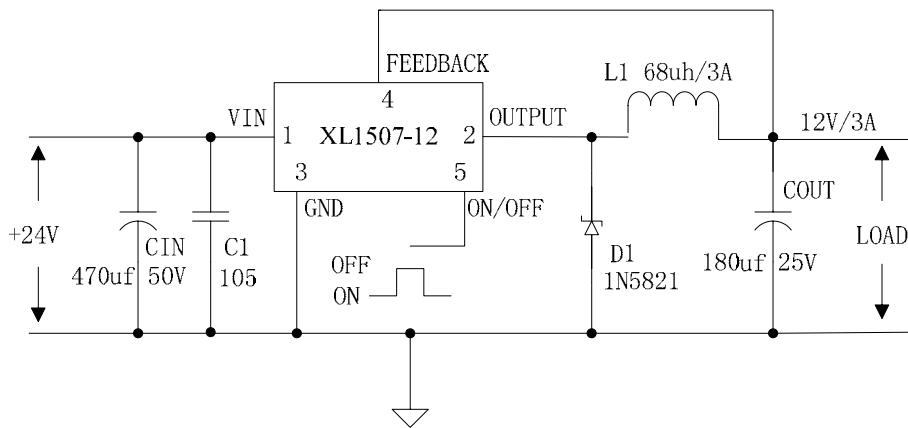 FEEDBACK
L1 68uh/3A
4
VIN
1
XL1507-12
2
OUTPUT
12V/3A
3
5
GND
ON/OFF
COUT
+24V
CIN
C1
OFF
D1
LOAD
470uf 50V
105
ON
1N5821
180uf 25V